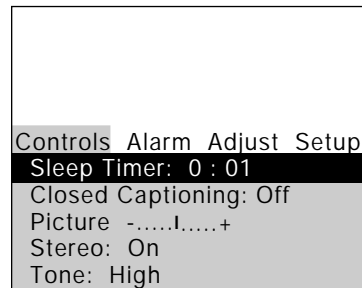 Controls Alarm Adjust Setup
Sleep Timer: 0 : 01
Closed Captioning: Off
Picture -.....I.....+
Stereo: On
Tone: High